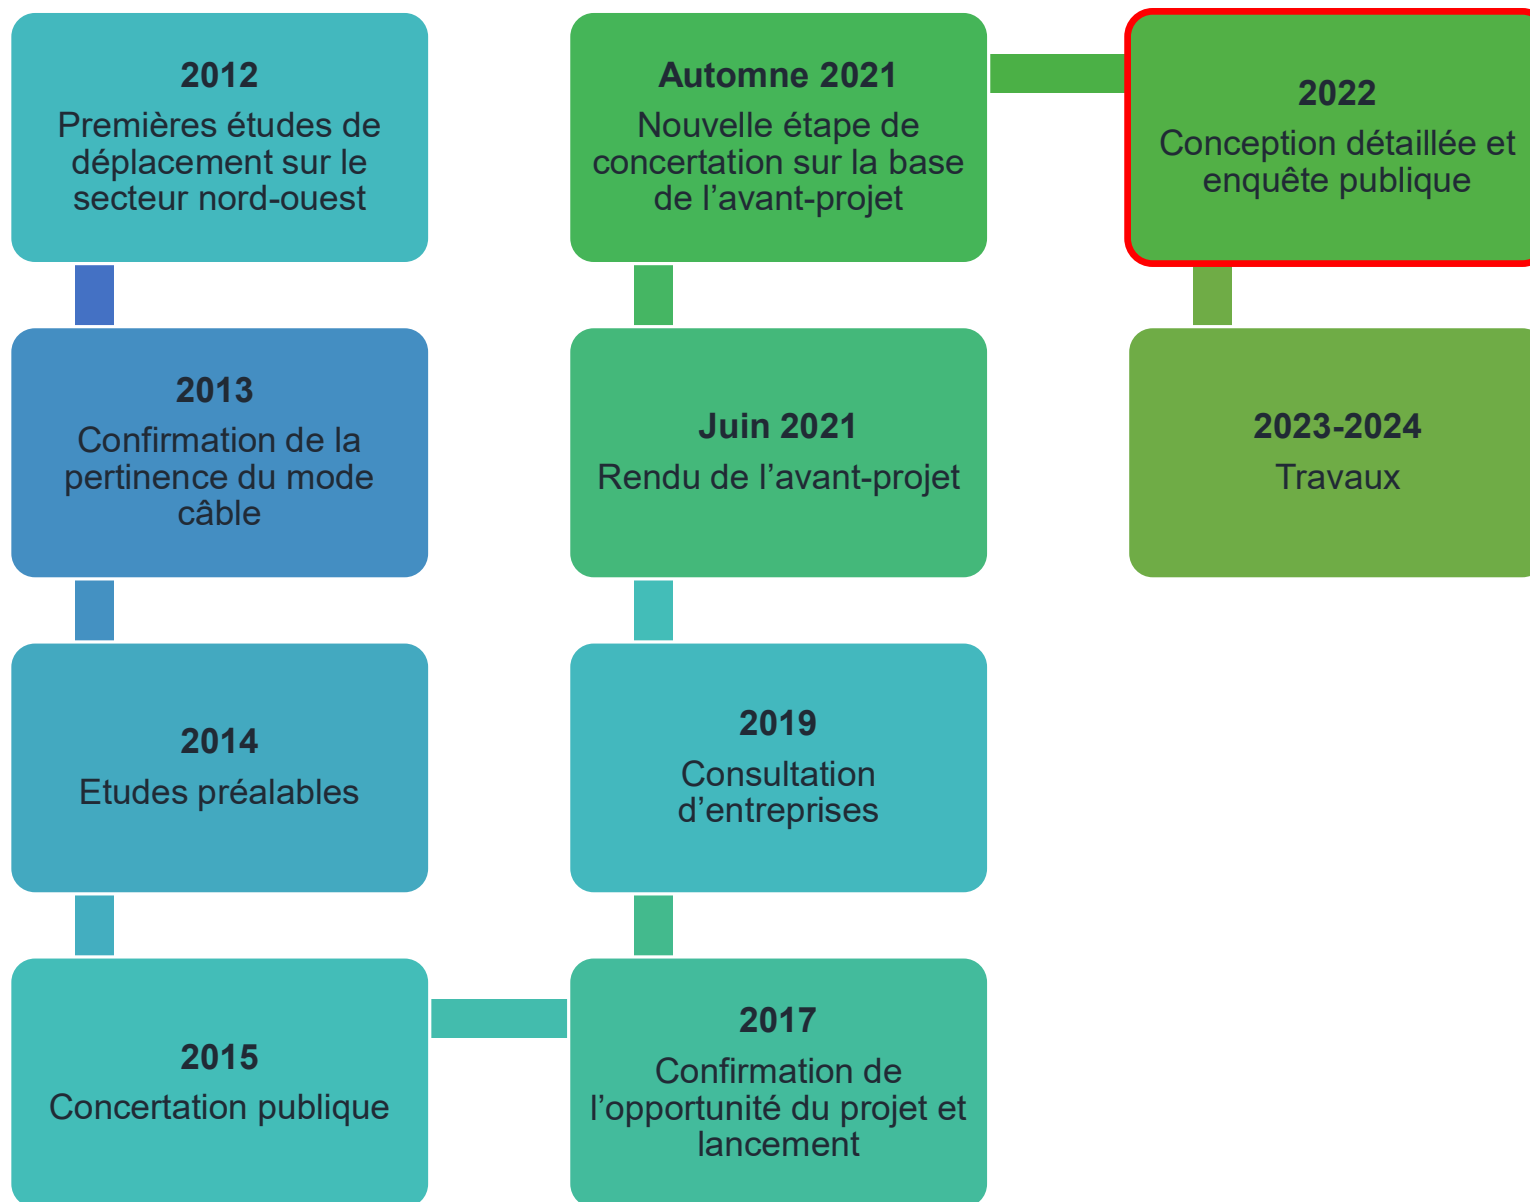 2012
Premières études de
déplacement sur le
secteur nord-ouest
2013
Confirmation de la
pertinence du mode
câble
2014
Etudes préalables
2015
Concertation publique
2017
Confirmation de
l’opportunité du projet et
lancement
2019
Consultation
d’entreprises
Juin 2021
Rendu de l’avant-projet
Automne 2021
Nouvelle étape de
concertation sur la base
de l’avant-projet
2022
Conception détaillée et
enquête publique
2023-2024
Travaux